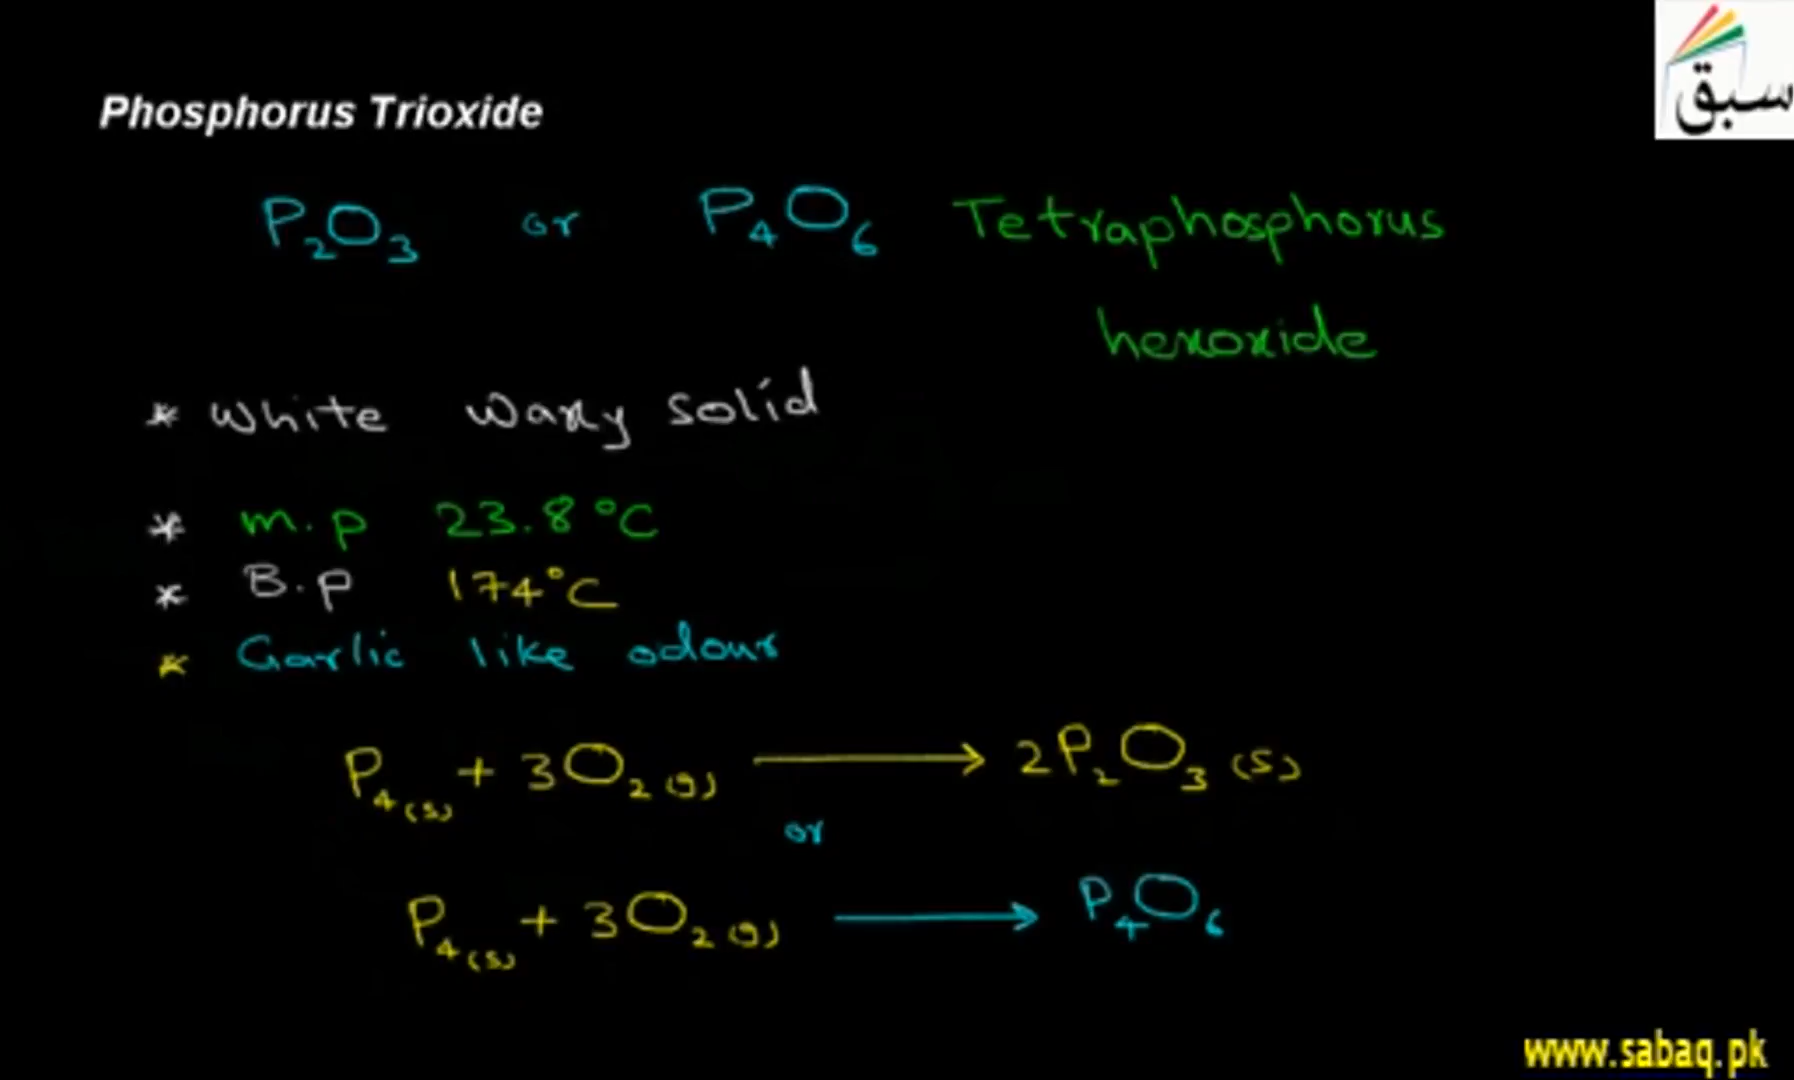 سبق
Phosphorus Trioxide
P₂O₃ or P₄O₆ Tetraphosphorus
hexoxide
* White waxy solid
* m.p 23.8°C
* B.p 174°C
* Garlic like odour
P₄(s) + 3O₂(g) ⟶ 2P₂O₃(s)
or
P₄(s) + 3O₂(g) ⟶ P₄O₆
www.sabaq.pk